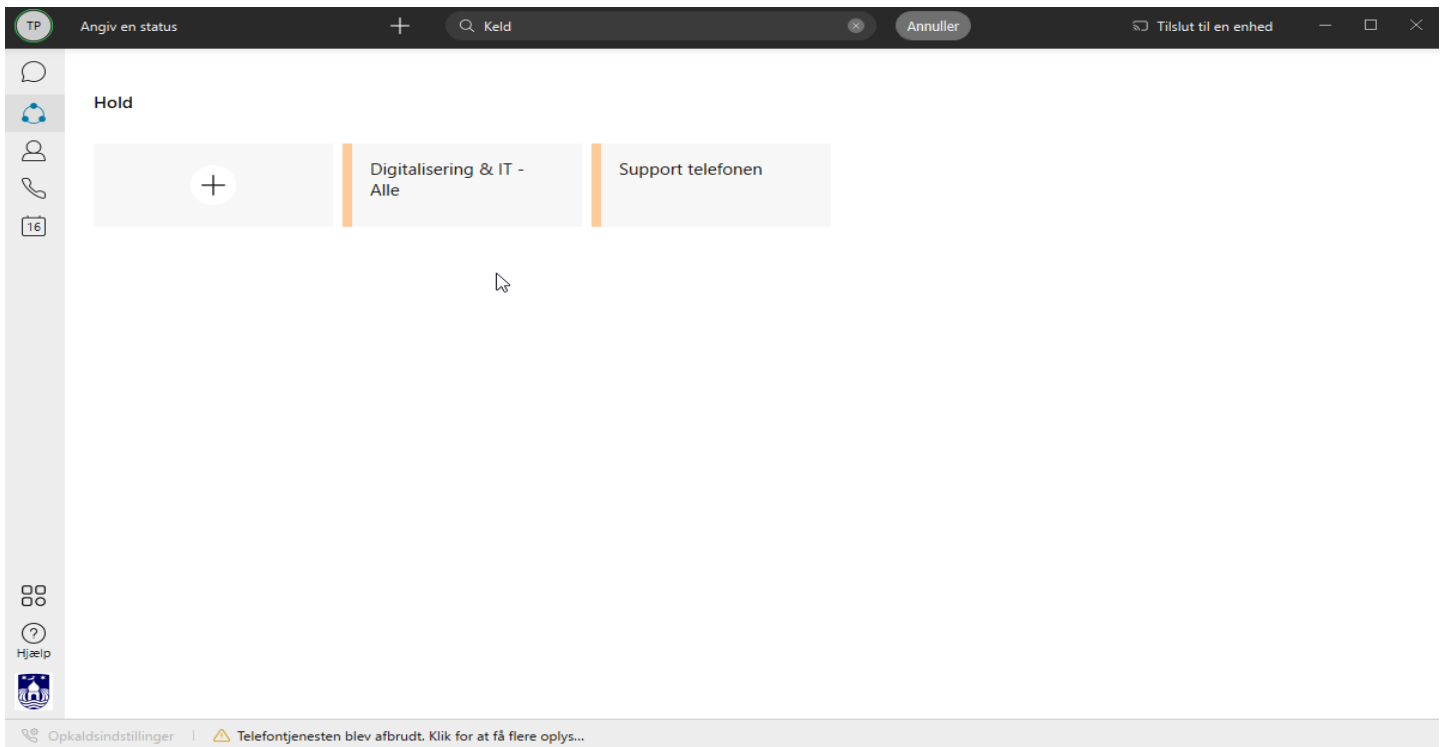 TP
Angiv en status
Keld
Annuller
Tilslut til en enhed
Hold
Digitalisering & IT -
Alle
Support telefonen
16
Hjælp
Opkaldsindstillinger
Telefontjenesten blev afbrudt. Klik for at få flere oplys...